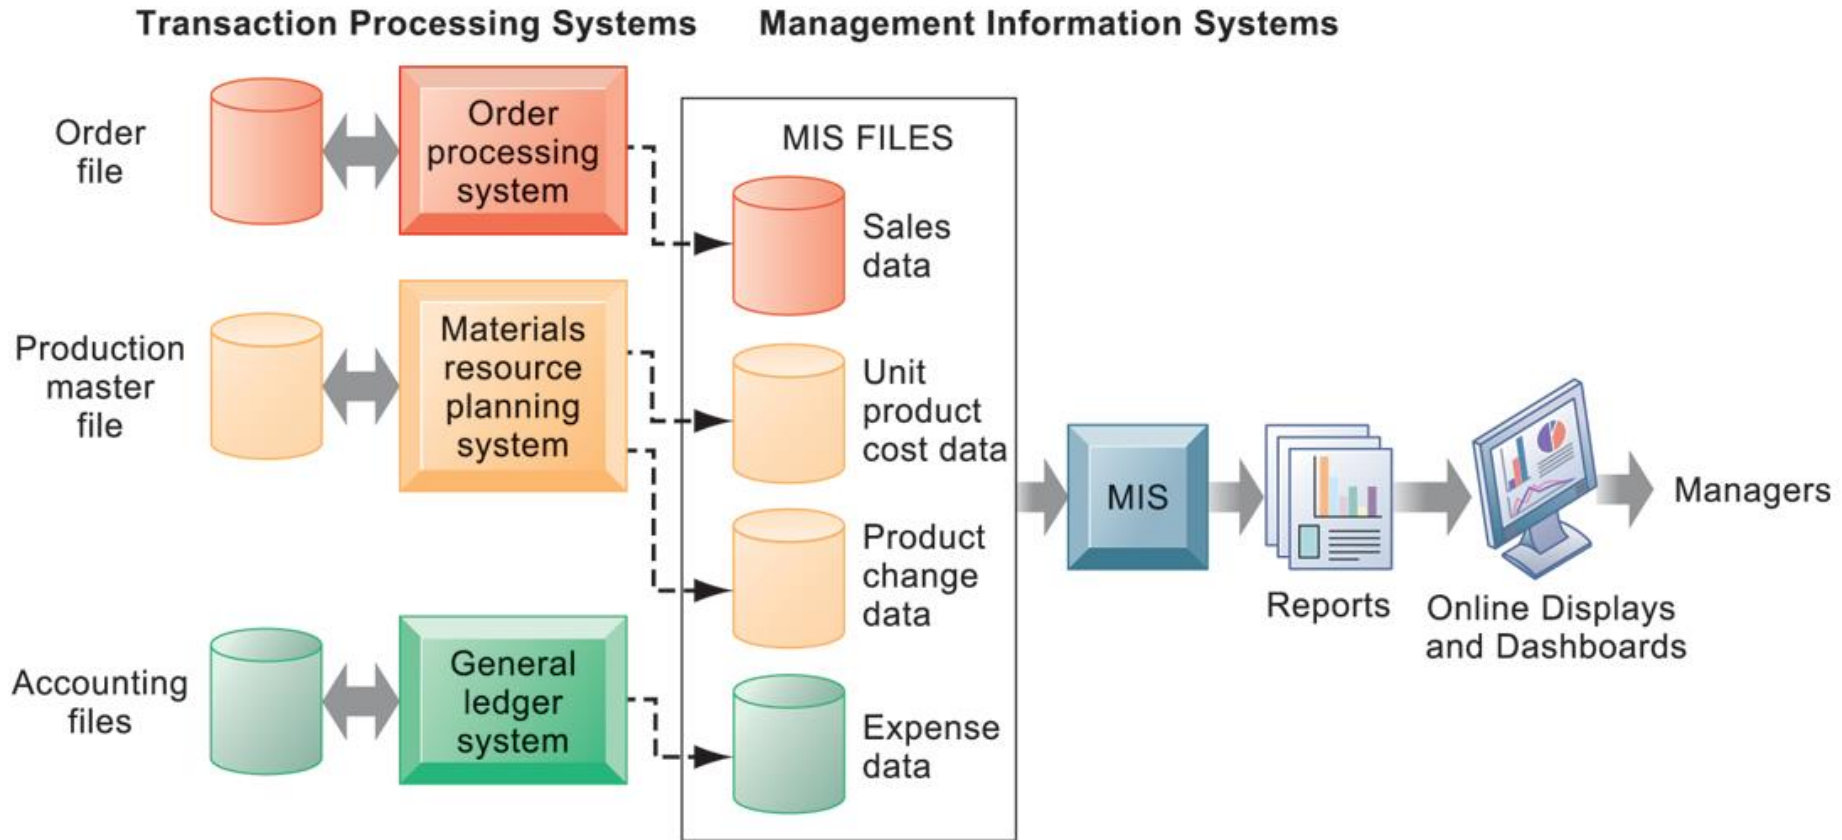 Transaction Processing Systems
Management Information Systems
Order
file
Order
processing
system
MIS FILES
Sales
data
Production
master
file
Materials
resource
planning
system
Unit
product
cost data
Product
change
data
Accounting
files
General
ledger
system
Expense
data
MIS
Reports
Online Displays
and Dashboards
Managers